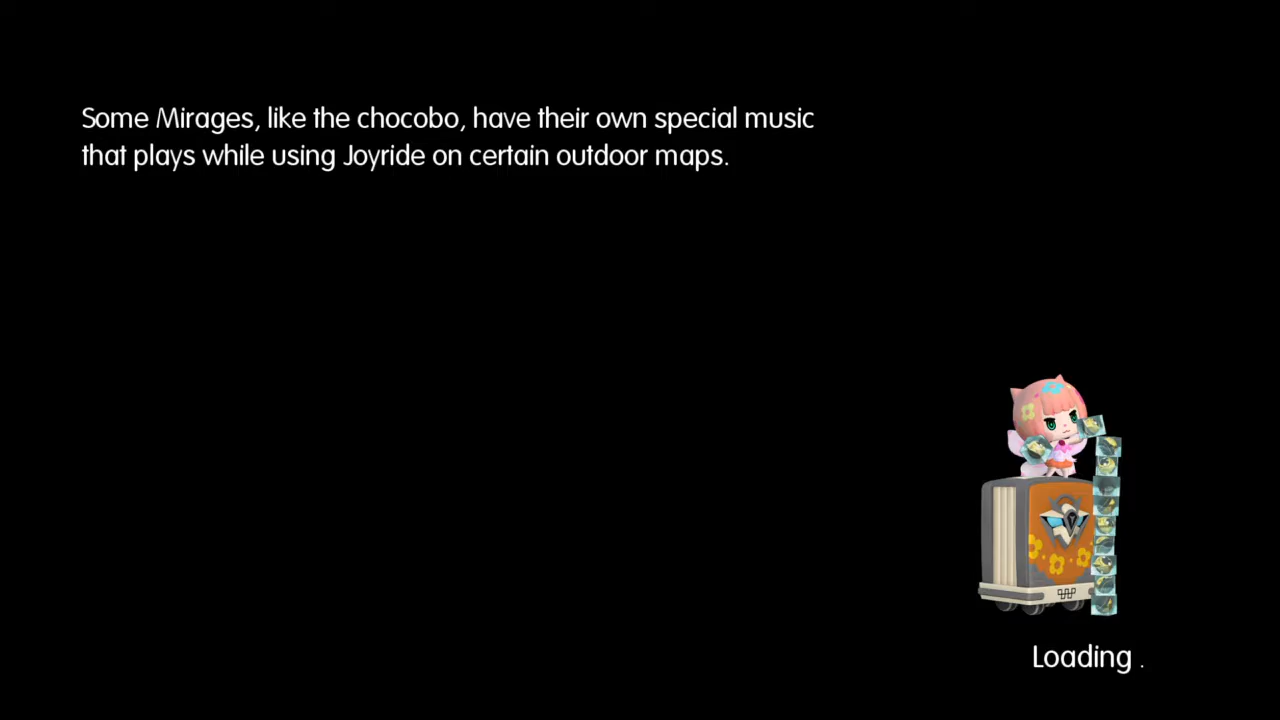 Some Mirages, like the chocobo, have their own special music
that plays while using Joyride on certain outdoor maps.
Loading .